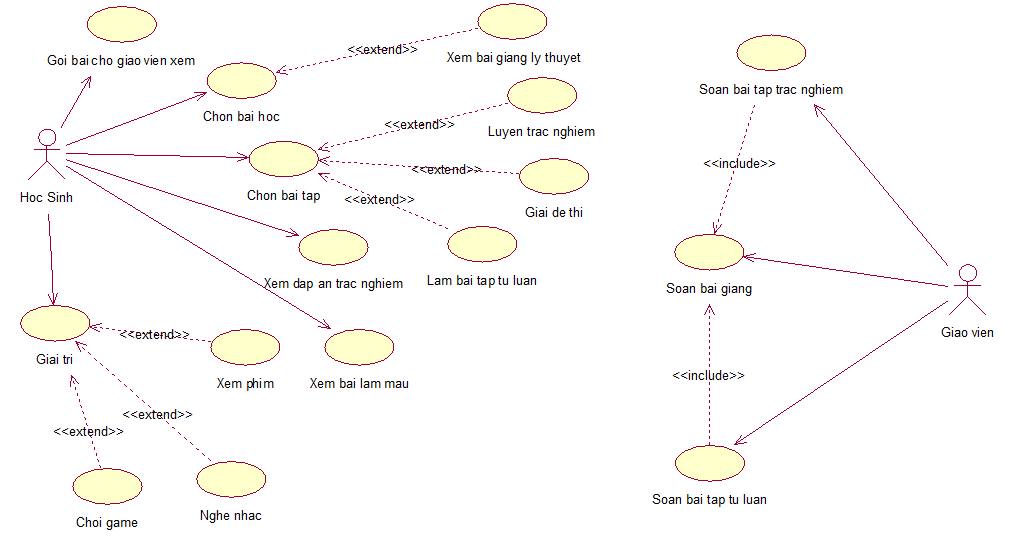 Goi bai cho giao vien xem
<<extend>>
Xem bai giang ly thuyet
Chon bai hoc
<<extend>>
Luyen trac nghiem
Hoc Sinh
Chon bai tap
<<extend>>
Giai de thi
<<extend>>
Xem dap an trac nghiem
Lam bai tap tu luan
Giai tri
<<extend>>
Xem phim
Xem bai lam mau
<<extend>>
<<extend>>
Choi game
Nghe nhac
Soan bai tap trac nghiem
<<include>>
Soan bai giang
Giao vien
<<include>>
Soan bai tap tu luan